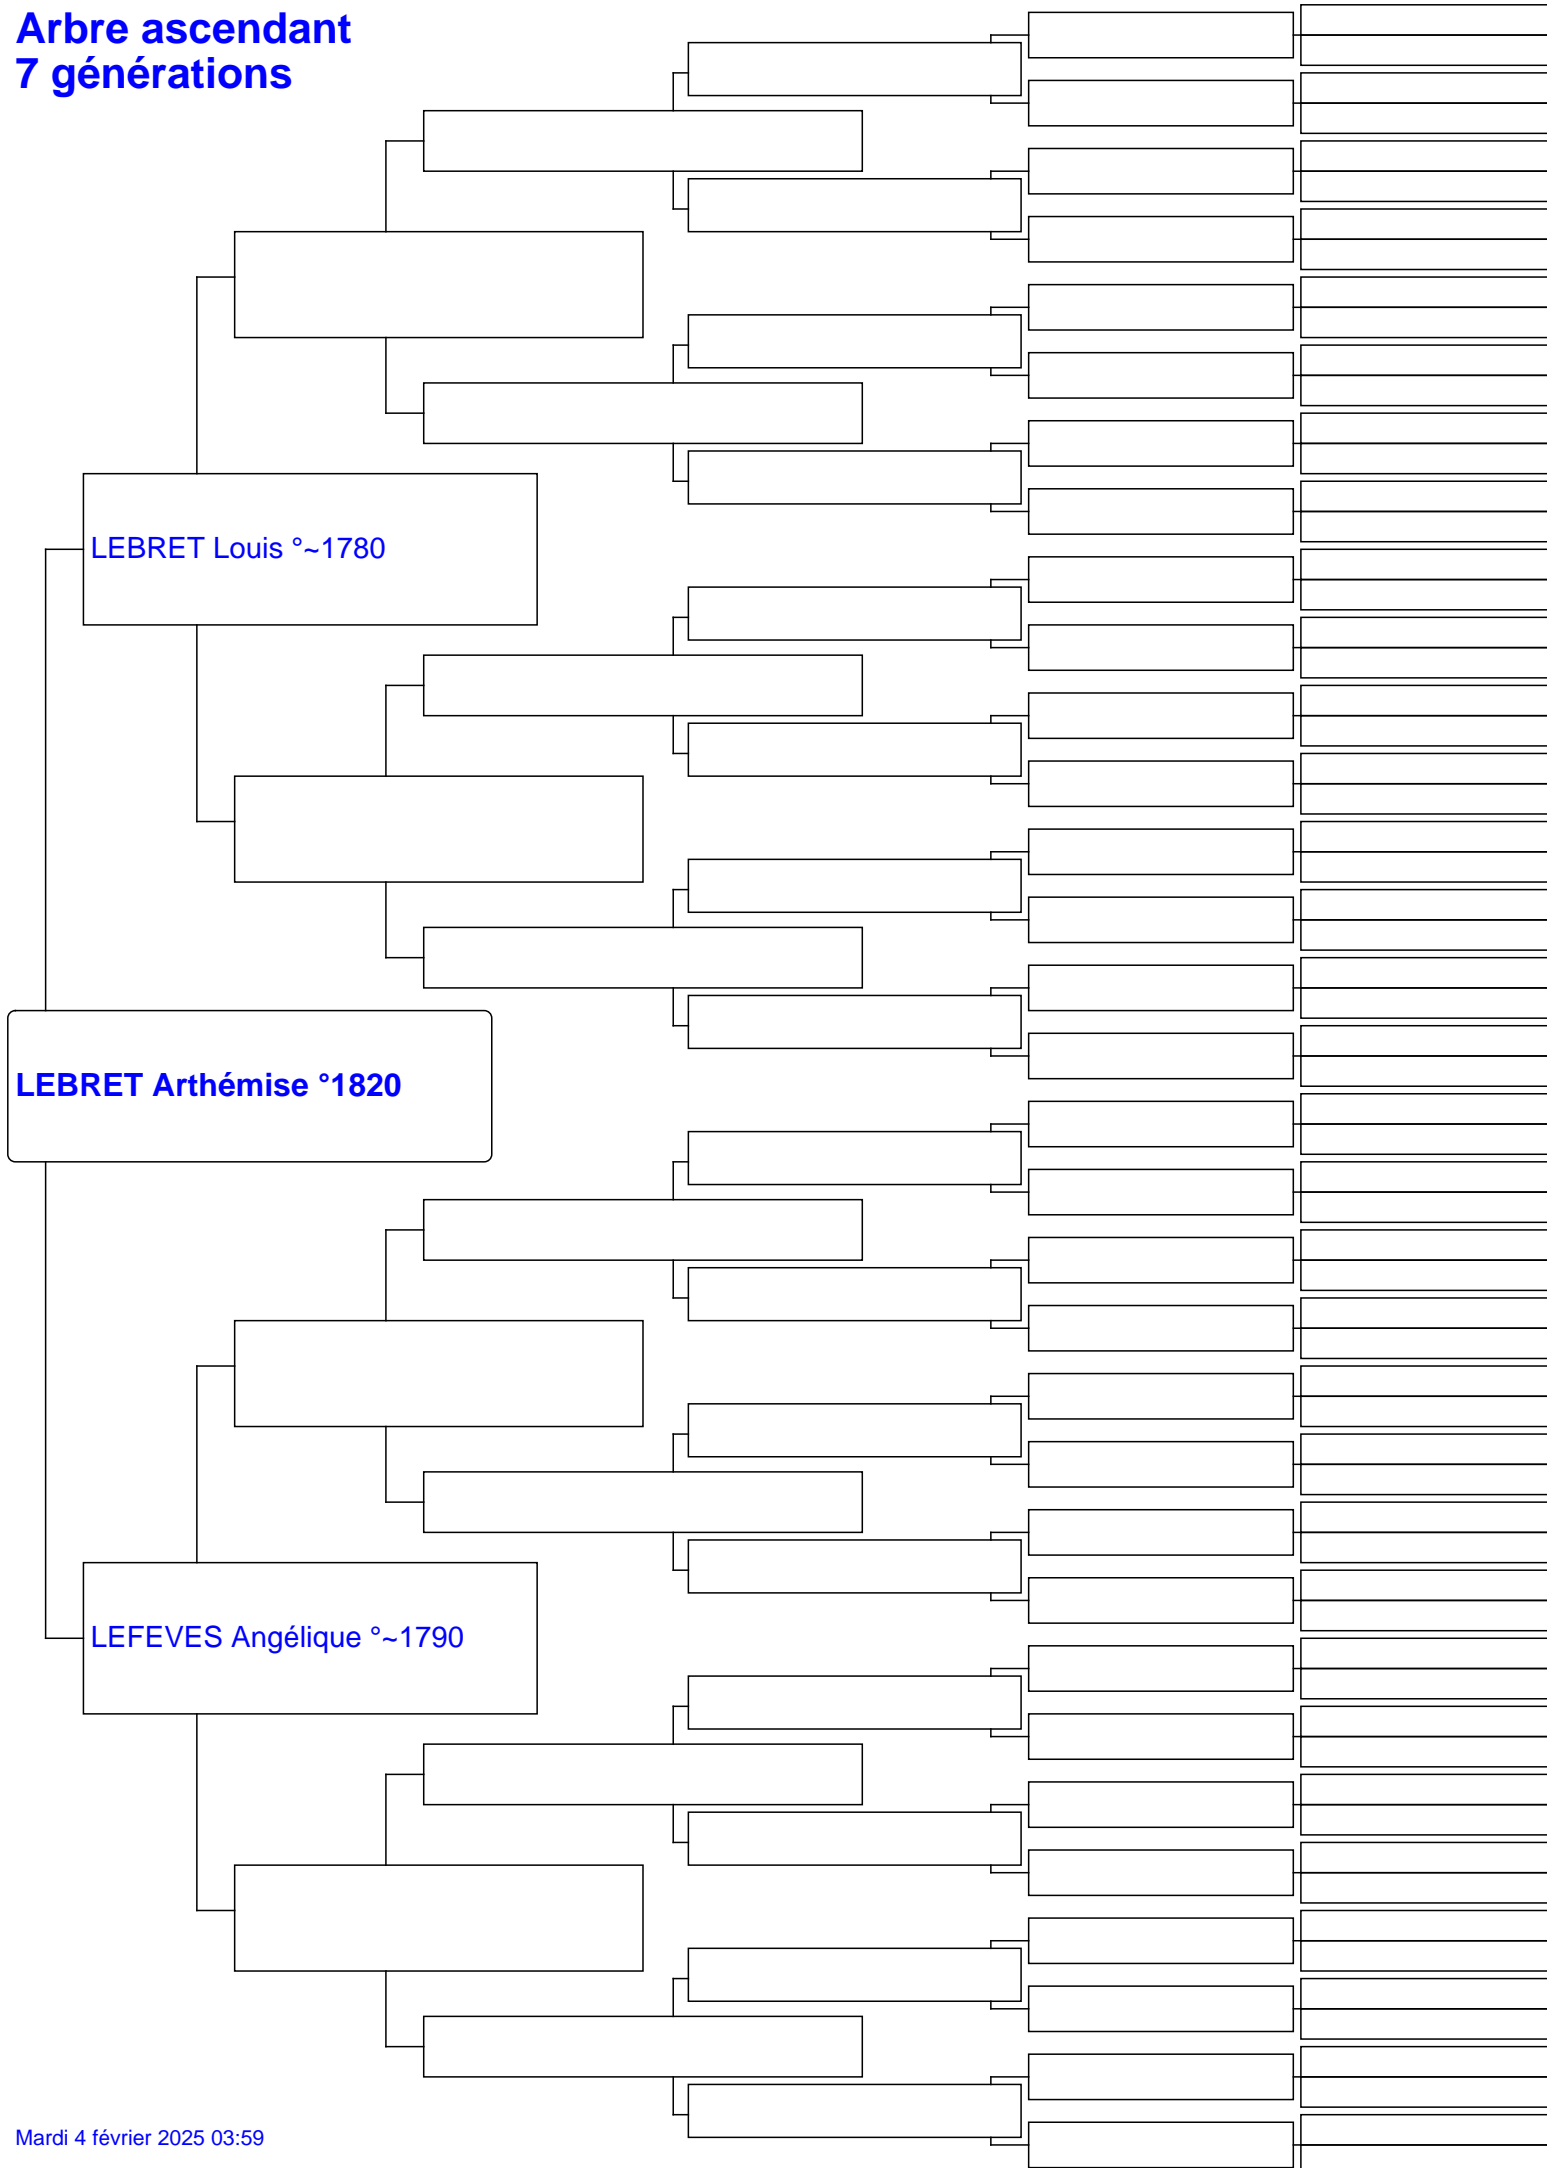 Arbre ascendant
7 générations
LEBRET Louis °~1780
LEBRET Arthémise °1820
LEFEVES Angélique °~1790
Mardi 4 février 2025 03:59